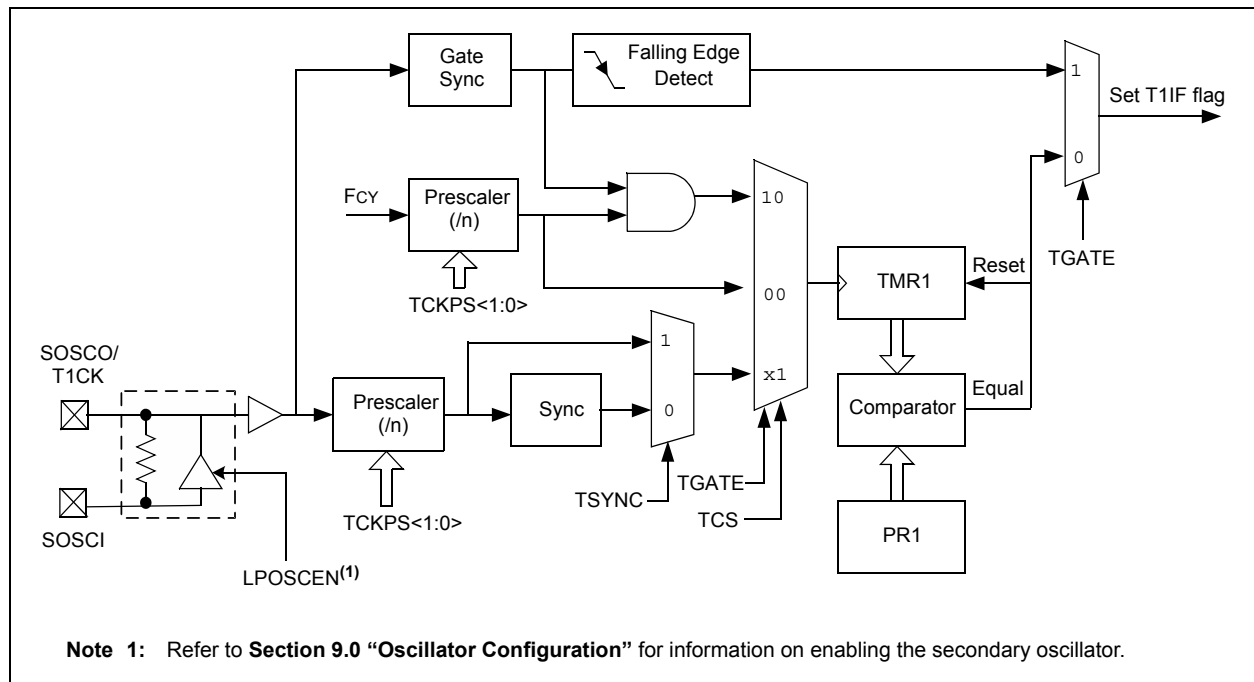 Gate
Sync
Falling Edge
Detect
1
Set T1IF flag
0
TGATE
FCY
Prescaler
(/n)
TCKPS<1:0>
10
00
x1
TMR1
Reset
SOSCO/
T1CK
Prescaler
(/n)
TCKPS<1:0>
Sync
1
0
TSYNC
TGATE
TCS
Comparator
Equal
PR1
SOSCI
LPOSCEN(1)
Note 1: Refer to Section 9.0 “Oscillator Configuration” for information on enabling the secondary oscillator.